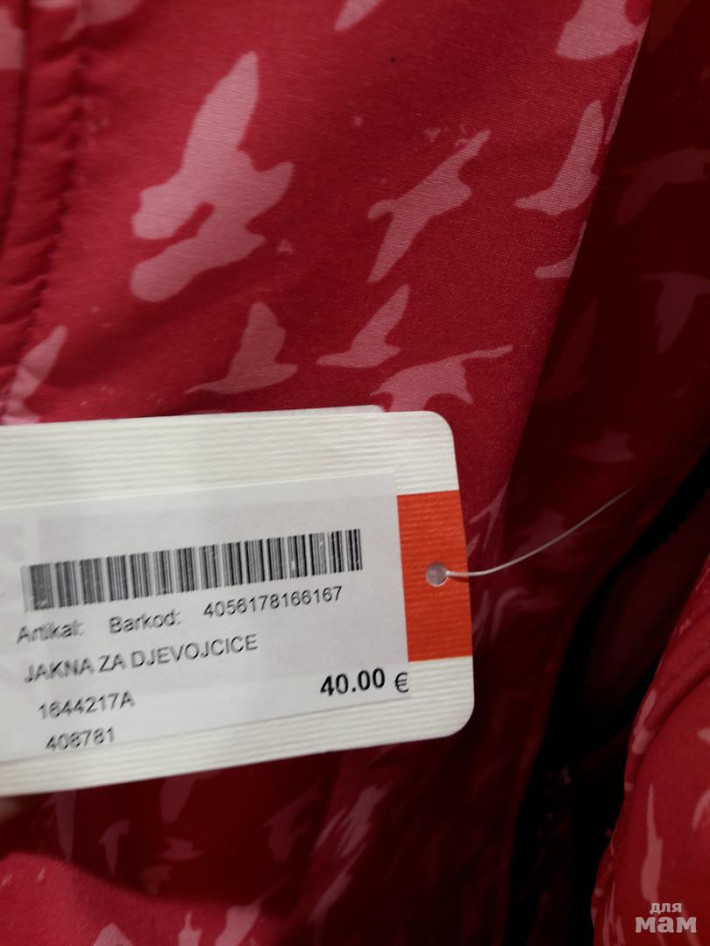 Artikal: Barkod: 4056178166167
JAKNA ZA DJEVOJCICE
1644217A
40.00 €
408781
для
мам